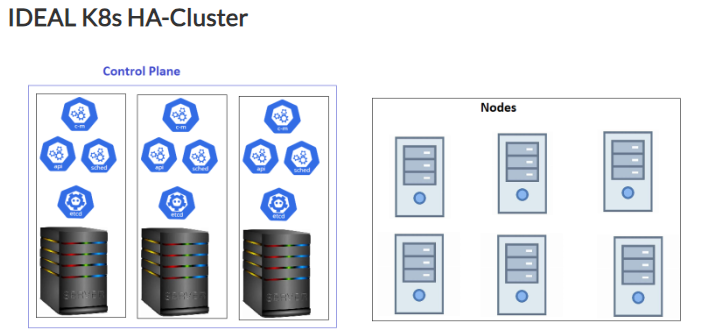 IDEAL K8s HA-Cluster
Control Plane
Nodes
c-m
c-m
c-m
api
sched
api
sched
api
sched
etcd
etcd
etcd